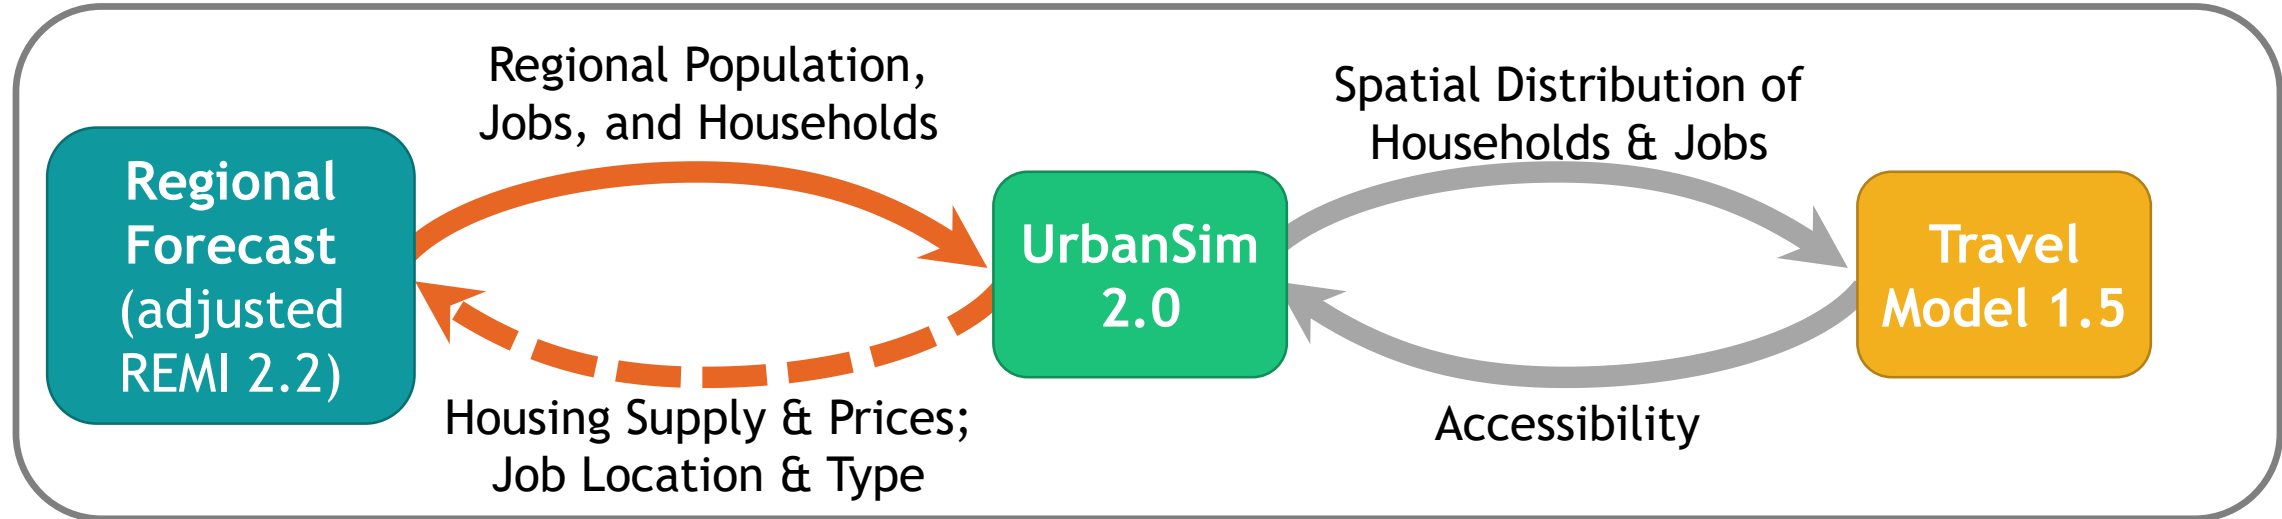 Regional Population,
Jobs, and Households
Spatial Distribution of
Households & Jobs
Regional
Forecast
(adjusted
REMI 2.2)
UrbanSim
2.0
Travel
Model 1.5
Housing Supply & Prices;
Job Location & Type
Accessibility